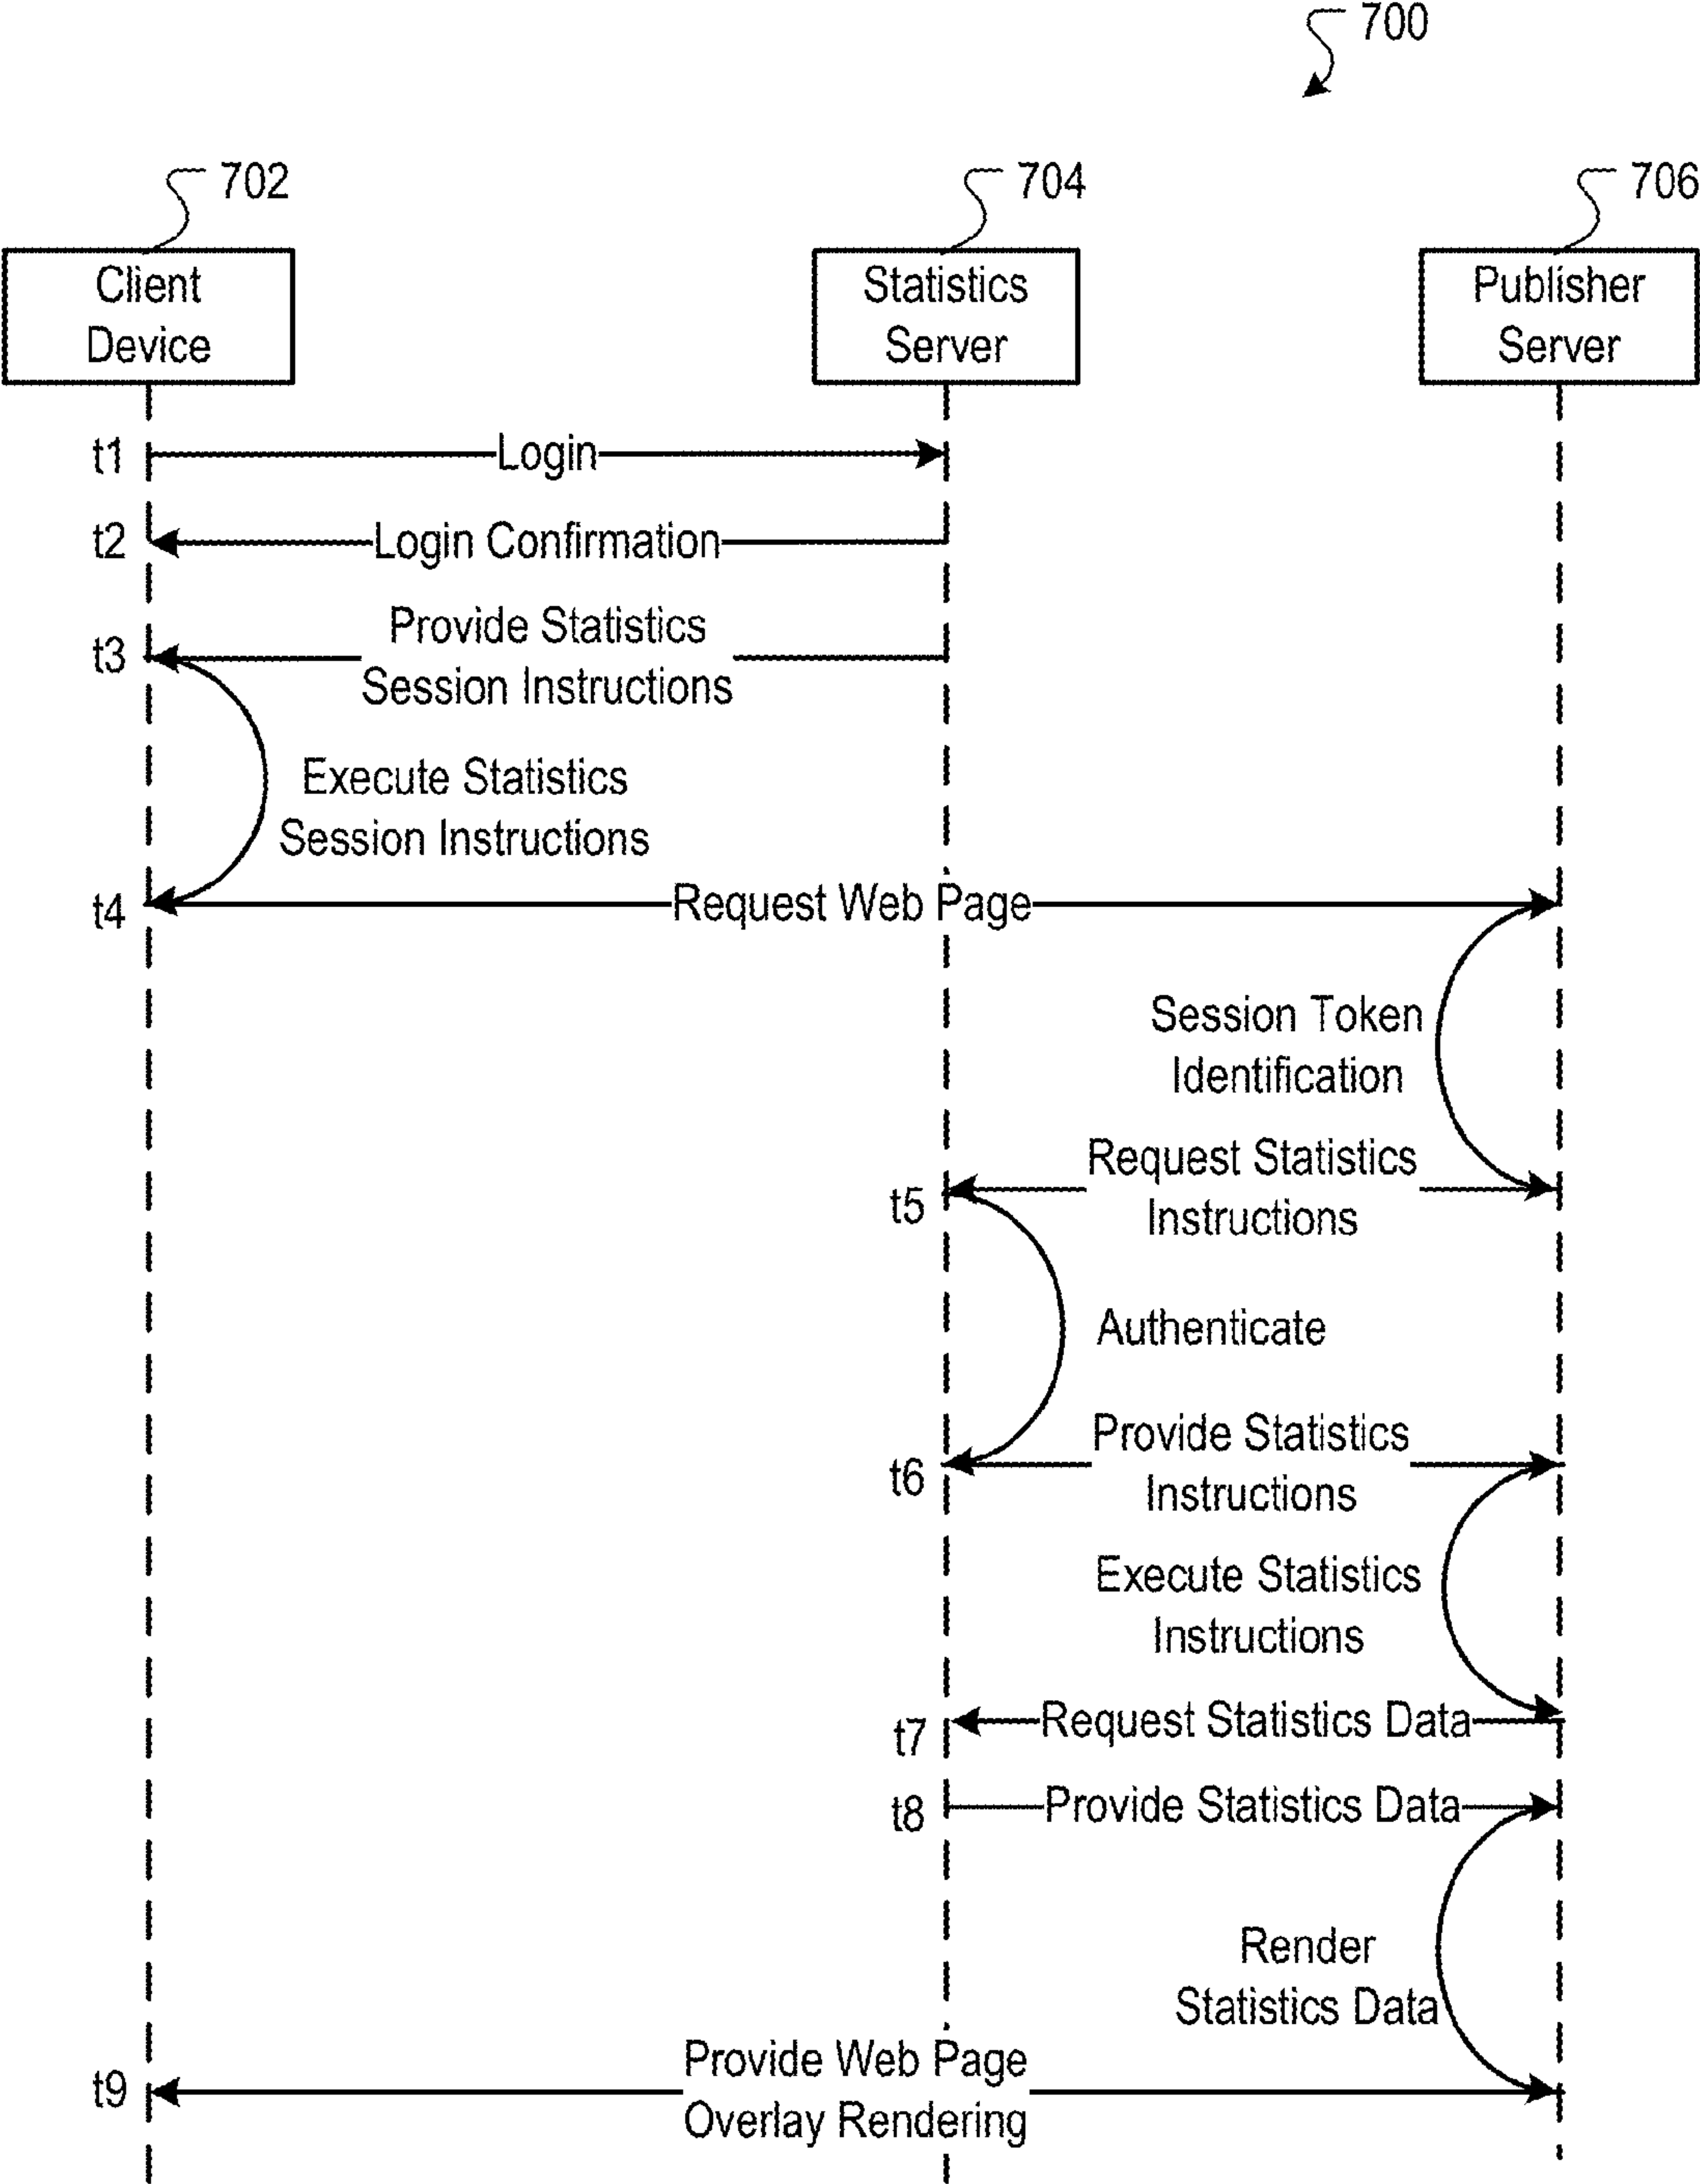 700
702
704
706
Client
Device
Statistics
Server
Publisher
Server
t1
Login
t2
Login Confirmation
t3
Provide Statistics
Session Instructions
Execute Statistics
Session Instructions
t4
Request Web Page
Session Token
Identification
t5
Request Statistics
Instructions
Authenticate
t6
Provide Statistics
Instructions
Execute Statistics
Instructions
t7
Request Statistics Data
t8
Provide Statistics Data
Render
Statistics Data
t9
Provide Web Page
Overlay Rendering